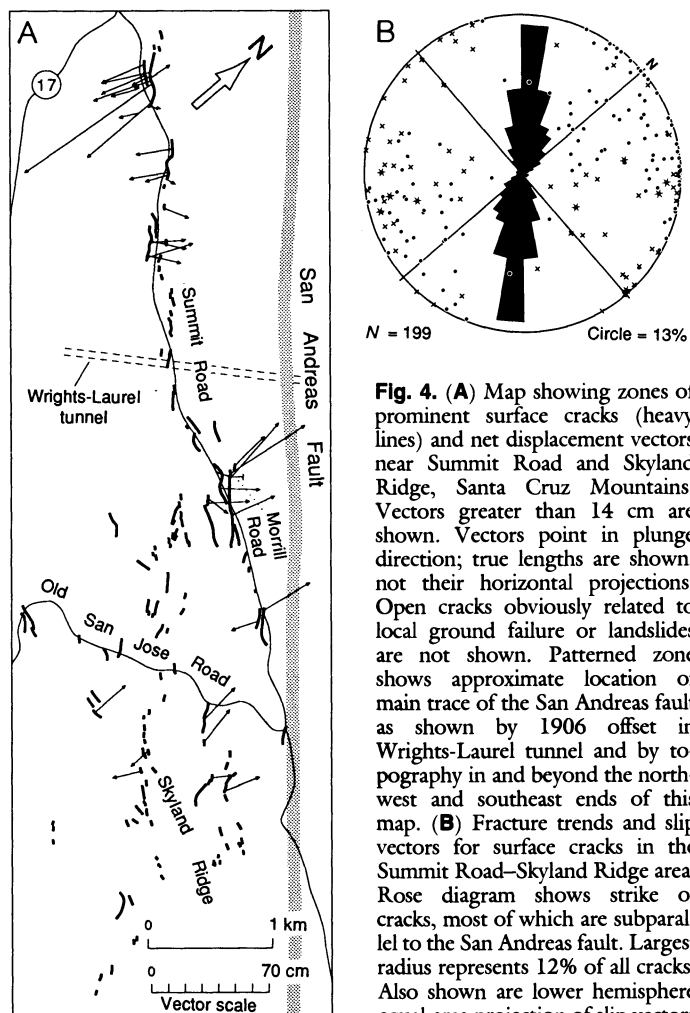 A
N
17
San Andreas Fault
Summit Road
Wrights-Laurel
tunnel
Morrill Road
Old San Jose Road
Skyland Ridge
0 1 km
0 70 cm
Vector scale
B
N
N = 199 Circle = 13%
Fig. 4. (A) Map showing zones of
prominent surface cracks (heavy
lines) and net displacement vectors
near Summit Road and Skyland
Ridge, Santa Cruz Mountains
Vectors greater than 14 cm are
shown. Vectors point in plunge
direction; true lengths are shown
not their horizontal projections
Open cracks obviously related to
local ground failure or landslides
are not shown. Patterned zone
shows approximate location o
main trace of the San Andreas faul
as shown by 1906 offset in
Wrights-Laurel tunnel and by to
pography in and beyond the north
west and southeast ends of this
map. (B) Fracture trends and slip
vectors for surface cracks in the
Summit Road–Skyland Ridge area
Rose diagram shows strike o
cracks, most of which are subparal
lel to the San Andreas fault. Larges
radius represents 12% of all cracks
Also shown are lower hemisphere
projection of slip vector